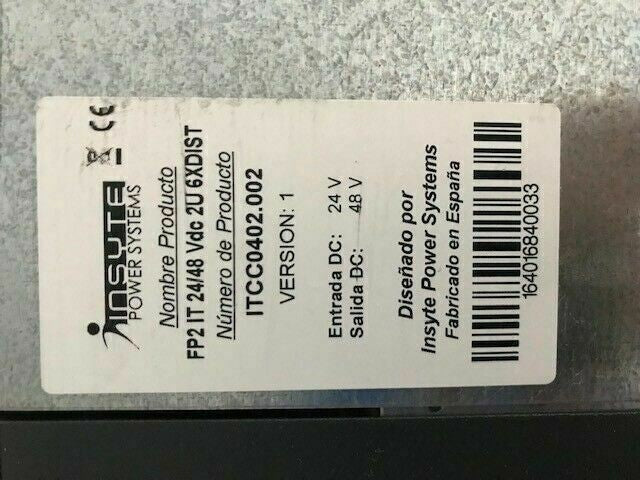 INSYTE
POWER SYSTEMS
CE
Nombre Producto
FP2 IT 24/48 Vdc 2U 6XDIST
Número de Producto
ITCC0402.002
VERSION: 1
Entrada DC: 24 V
Salida DC: 48 V
Diseñado por
Insyte Power Systems
Fabricado en España
164016840033